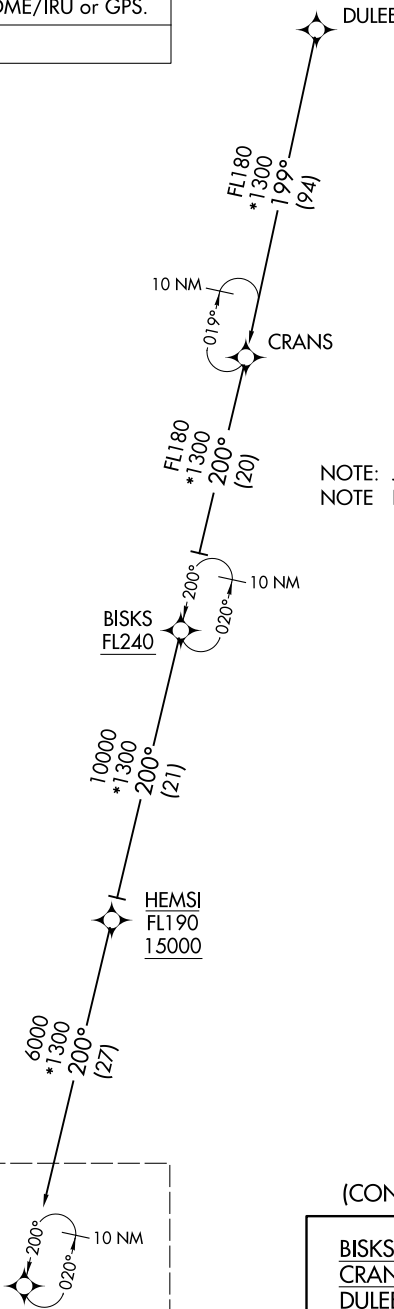 OME/IRU or GPS.
DULEE
FL180
*1300
199°
(94)
10 NM
019°
CRANS
FL180
*1300
200°
(20)
NOTE:
NOTE
200°
10 NM
020°
BISKS
FL240
10000
*1300
200°
(21)
HEMSI
FL190
15000
6000
*1300
200°
(27)
200°
10 NM
020°
(CON
BISKS
CRAN
DULEE